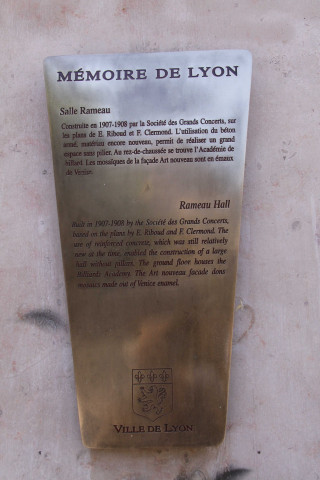 MÉMOIRE DE LYON
Salle Rameau
Construite en 1907-1908 par la Société des Grands Concerts, sur
les plans de E. Riboud et P. Clermond. L'utilisation du béton
armé, matériau encore nouveau, permit de réaliser un grand
espace sans pilier. Au rez-de-chaussée se trouve l'Académie de
Billard. Les mosaïques de la façade Art nouveau sont en émaux
de Venise.
Rameau Hall
Built in 1907-1908 by the Société des Grands Concerts,
based on the plans by E. Riboud and P. Clermond. The
use of reinforced concrete, which was still relatively
new at the time, enabled the construction of a large
hall without pillars. The ground floor houses the
Billiards Academy. The Art nouveau facade dons
mosaics made out of Venice enamel.
VILLE DE LYON